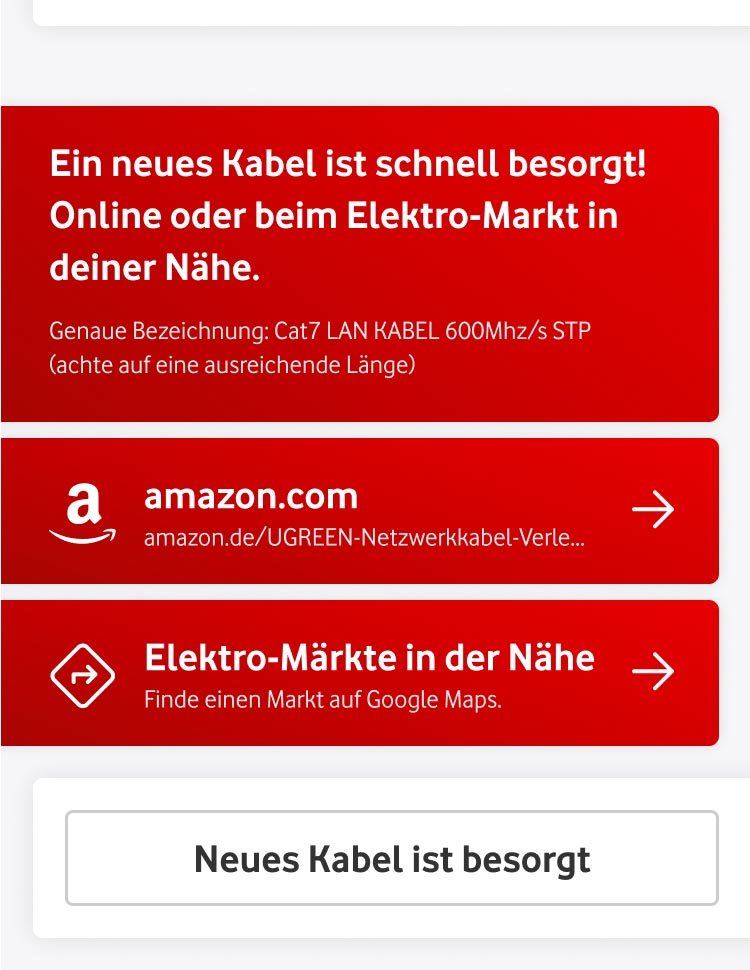 Ein neues Kabel ist schnell besorgt!
Online oder beim Elektro-Markt in
deiner Nähe.
Genaue Bezeichnung: Cat7 LAN KABEL 600Mhz/s STP
(achte auf eine ausreichende Länge)
a
amazon.com
amazon.de/UGREEN-Netzwerkkabel-Verle...
Elektro-Märkte in der Nähe
Finde einen Markt auf Google Maps.
Neues Kabel ist besorgt